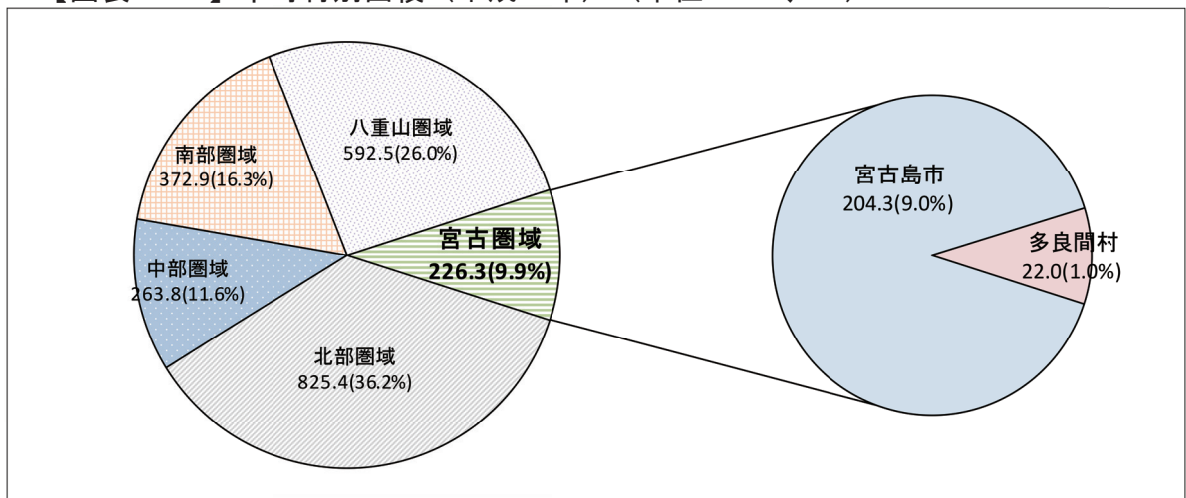 八重山圏域
592.5(26.0%)
南部圏域
372.9(16.3%)
宮古圏域
226.3(9.9%)
中部圏域
263.8(11.6%)
北部圏域
825.4(36.2%)
宮古島市
204.3(9.0%)
多良間村
22.0(1.0%)